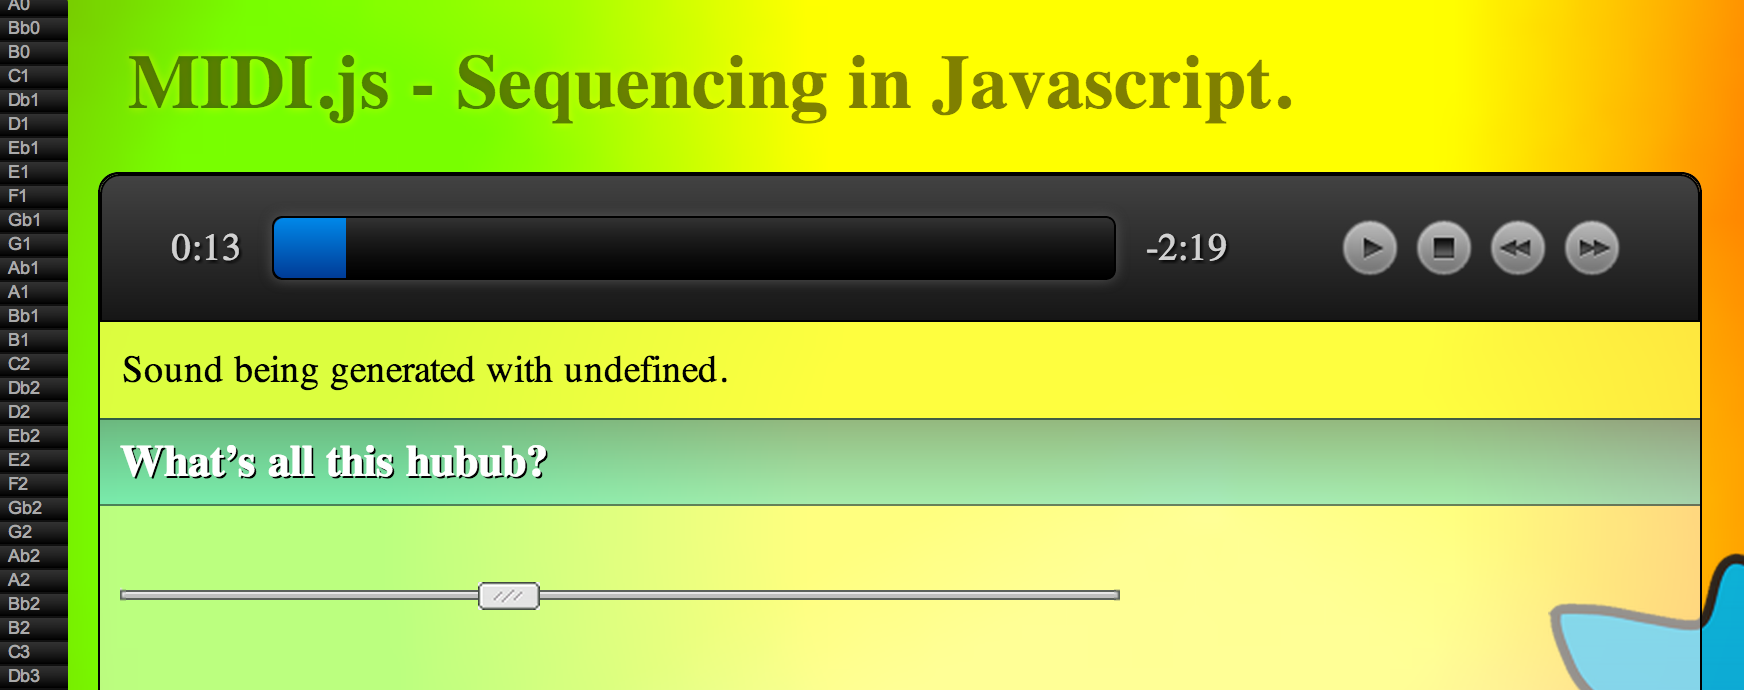 A0
Bb0
B0
C1
Db1
D1
Eb1
E1
F1
Gb1
G1
Ab1
A1
Bb1
B1
C2
Db2
D2
Eb2
E2
F2
Gb2
G2
Ab2
A2
Bb2
B2
C3
Db3
MIDI.js - Sequencing in Javascript.
0:13 -2:19
Sound being generated with undefined.
What’s all this hubub?